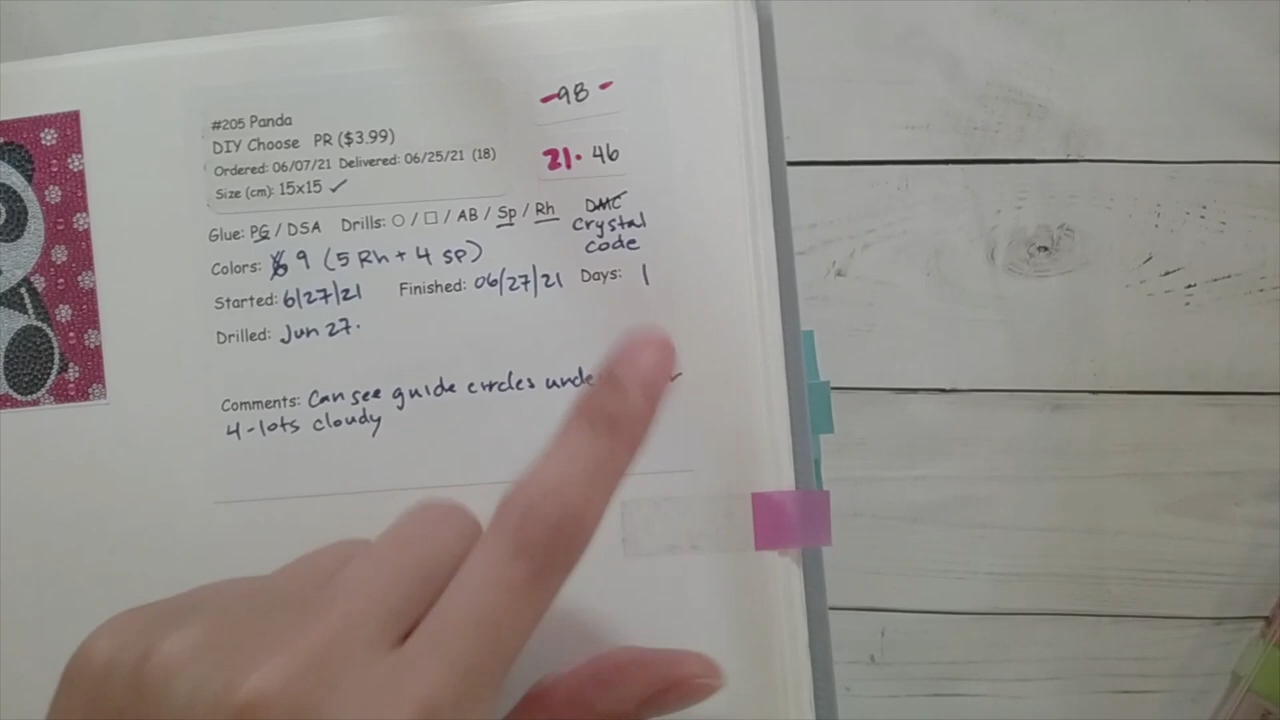 -98-
#205 Panda
DIY Choose PR ($3.99)
21. 46
Ordered: 06/07/21 Delivered: 06/25/21 (18)
Size (cm): 15x15 ✓
Glue: PG / DSA Drills: ○ / □ / AB / Sp / Rh
DMC
Crystal
code
Colors: 9 (5 Rh + 4 sp)
Started: 6/27/21 Finished: 06/27/21 Days: 1
Drilled: Jun 27.
Comments: Can see guide circles
4-lots cloudy